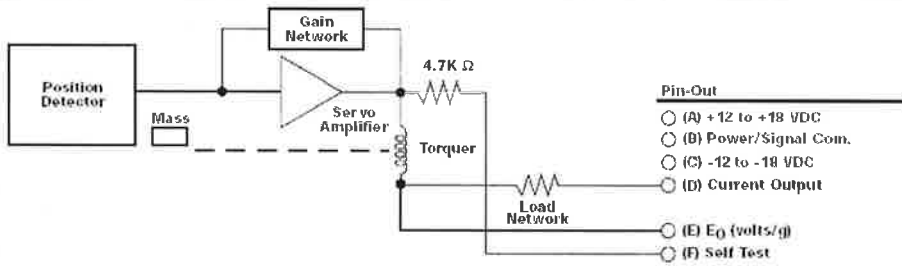 Gain
Network
4.7K Ω
Position
Detector
Servo
Amplifier
Mass
Torquer
Load
Network
Pin-Out
(A) +12 to +18 VDC
(B) Power/Signal Com.
(C) -12 to -18 VDC
(D) Current Output
(E) EO (volts/g)
(F) Self Test